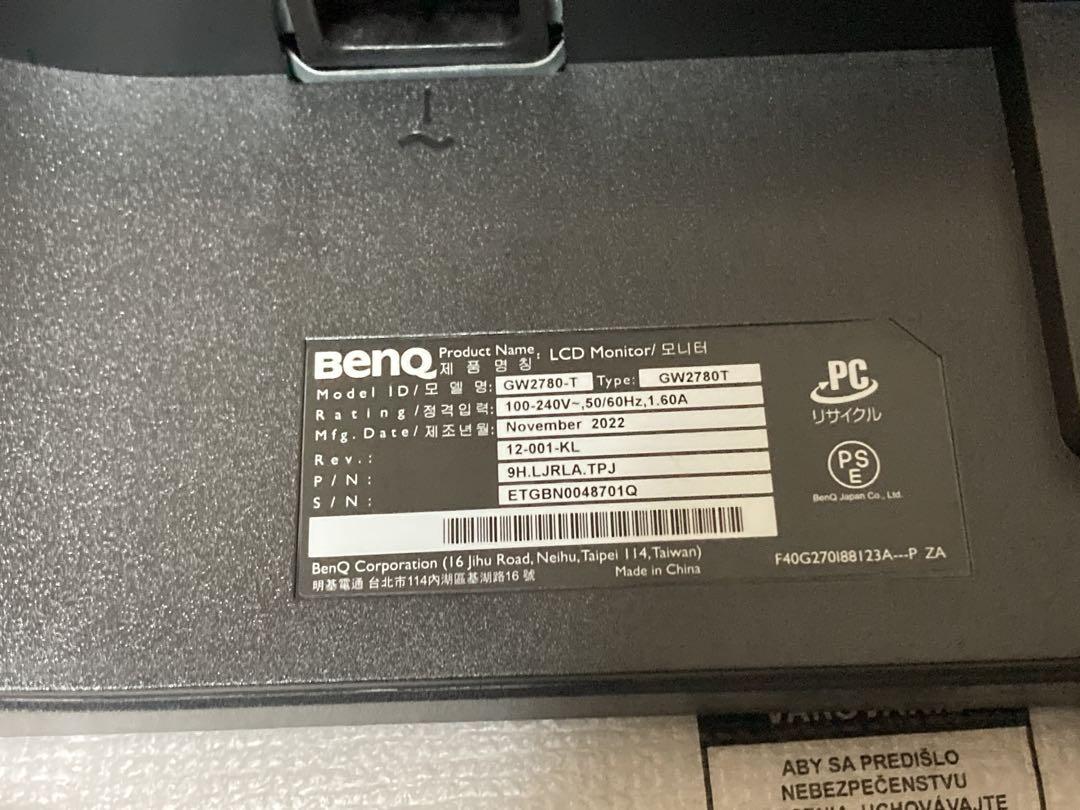 BenQ Product Name: LCD Monitor/모니터
제 품 명 칭
Model ID/모 델 명: GW2780-T Type: GW2780T
Rating/정격입력: 100-240V~,50/60Hz,1.60A
Mfg.Date/제조년월: November 2022
Rev.: 12-001-KL
P/N: 9H.LJRLA.TPJ
S/N: ETGBN0048701Q
BenQ Corporation (16 Jihu Road, Neihu,Taipei 114,Taiwan)
明基電通 台北市114內湖區基湖路16 號
Made in China
PC
リサイクル
PS
E
BenQ Japan Co., Ltd.
F40G270I88123A---P ZA
ABY SA PREDIŠLO
NEBEZPEČENSTVU
UCHOVÁVAJTE